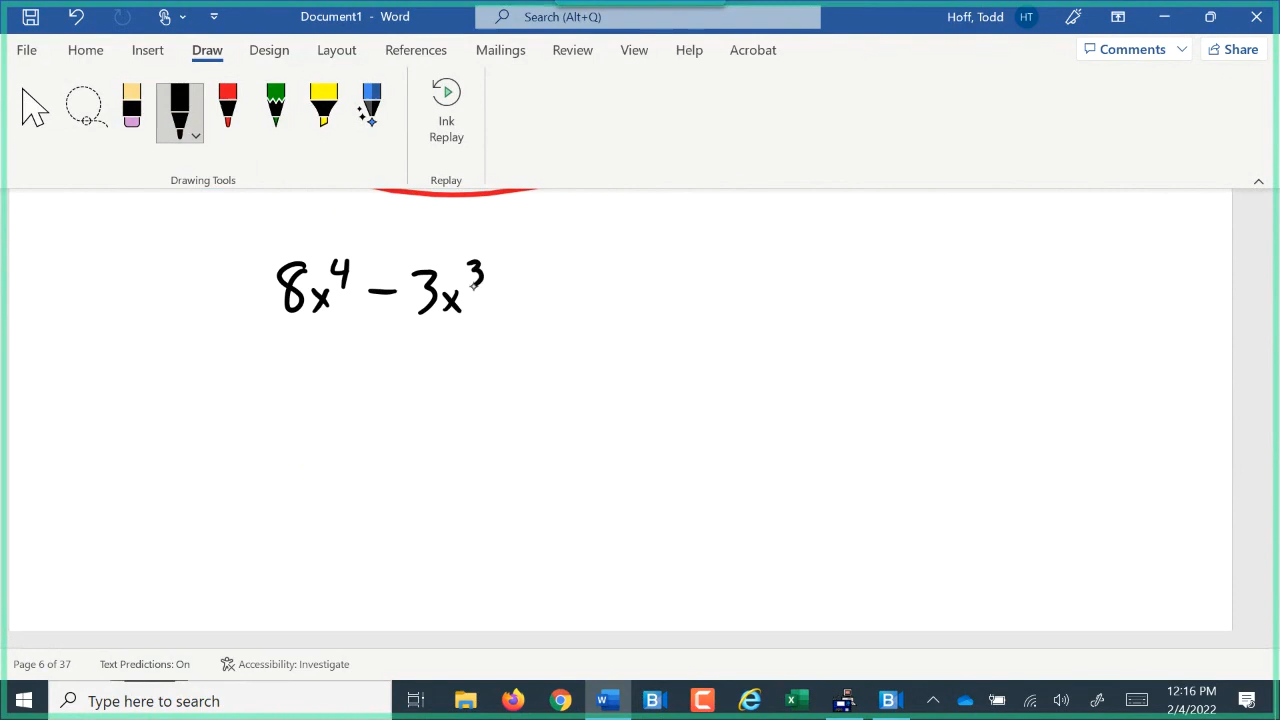 Document1 - Word
Search (Alt+Q)
Hoff, Todd
HT
File Home Insert Draw Design Layout References Mailings Review View Help Acrobat
Comments
Share
Ink
Replay
Drawing Tools
Replay
8x⁴ − 3x³
Page 6 of 37
Text Predictions: On
Accessibility: Investigate
Type here to search
12:16 PM
2/4/2022